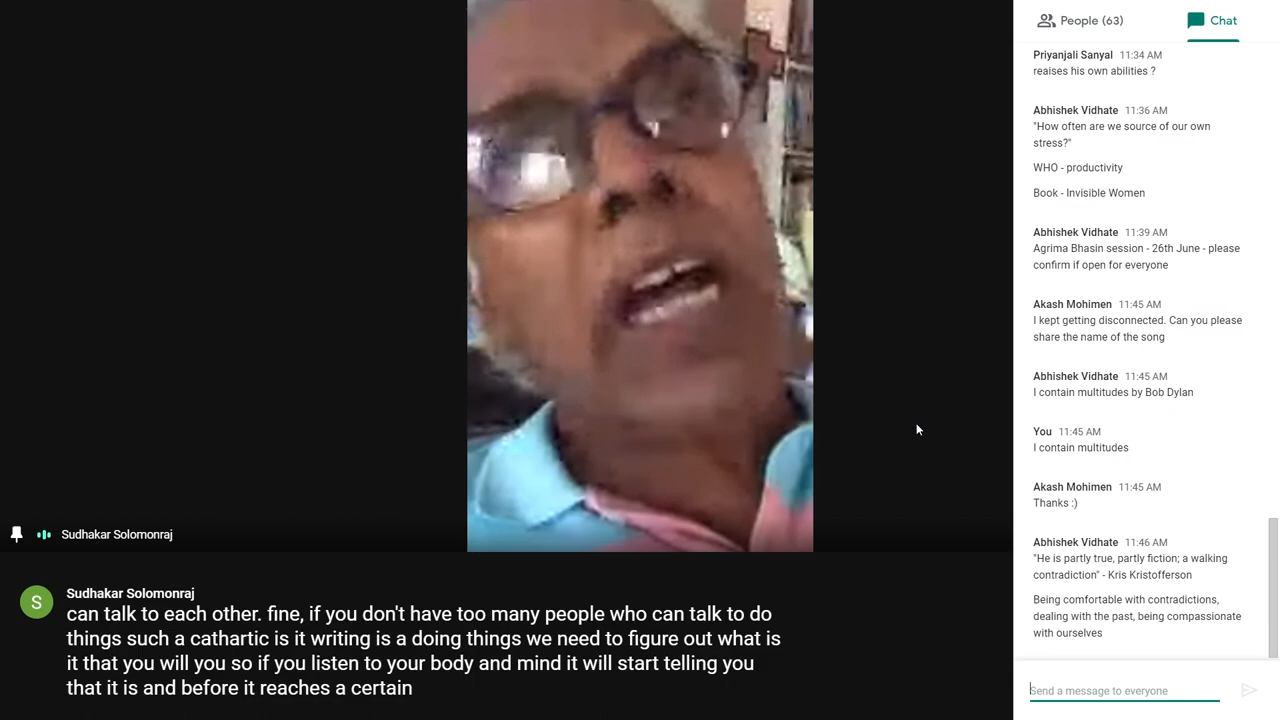 People (63)
Chat
Priyanjali Sanyal 11:34 AM
reaises his own abilities ?
Abhishek Vidhate 11:36 AM
"How often are we source of our own
stress?"
WHO - productivity
Book - Invisible Women
Abhishek Vidhate 11:39 AM
Agrima Bhasin session - 26th June - please
confirm if open for everyone
Akash Mohimen 11:45 AM
I kept getting disconnected. Can you please
share the name of the song
Abhishek Vidhate 11:45 AM
I contain multitudes by Bob Dylan
You 11:45 AM
I contain multitudes
Akash Mohimen 11:45 AM
Thanks :)
Abhishek Vidhate 11:46 AM
"He is partly true, partly fiction; a walking
contradiction" - Kris Kristofferson
Being comfortable with contradictions,
dealing with the past, being compassionate
with ourselves
Send a message to everyone
Sudhakar Solomonraj
S
Sudhakar Solomonraj
can talk to each other. fine, if you don't have too many people who can talk to do
things such a cathartic is it writing is a doing things we need to figure out what is
it that you will you so if you listen to your body and mind it will start telling you
that it is and before it reaches a certain